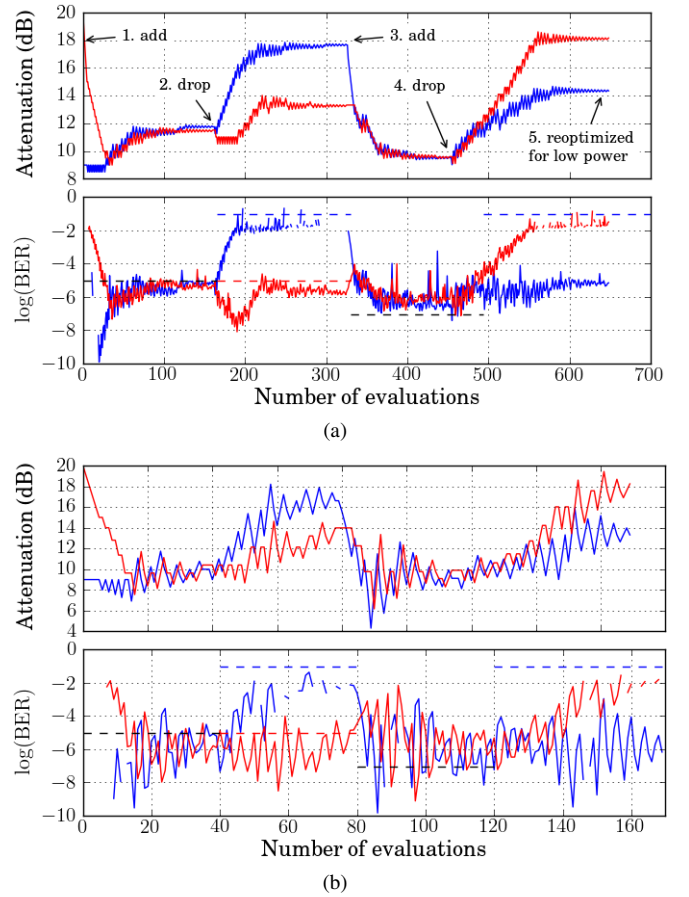 20
18
16
14
12
10
8
Attenuation (dB)
1. add
2. drop
3. add
4. drop
5. reoptimized
for low power
0
−2
−4
−6
−8
−10
log(BER)
0 100 200 300 400 500 600 700
Number of evaluations
(a)
20
18
16
14
12
10
8
6
4
Attenuation (dB)
0
−2
−4
−6
−8
−10
log(BER)
0 20 40 60 80 100 120 140 160
Number of evaluations
(b)